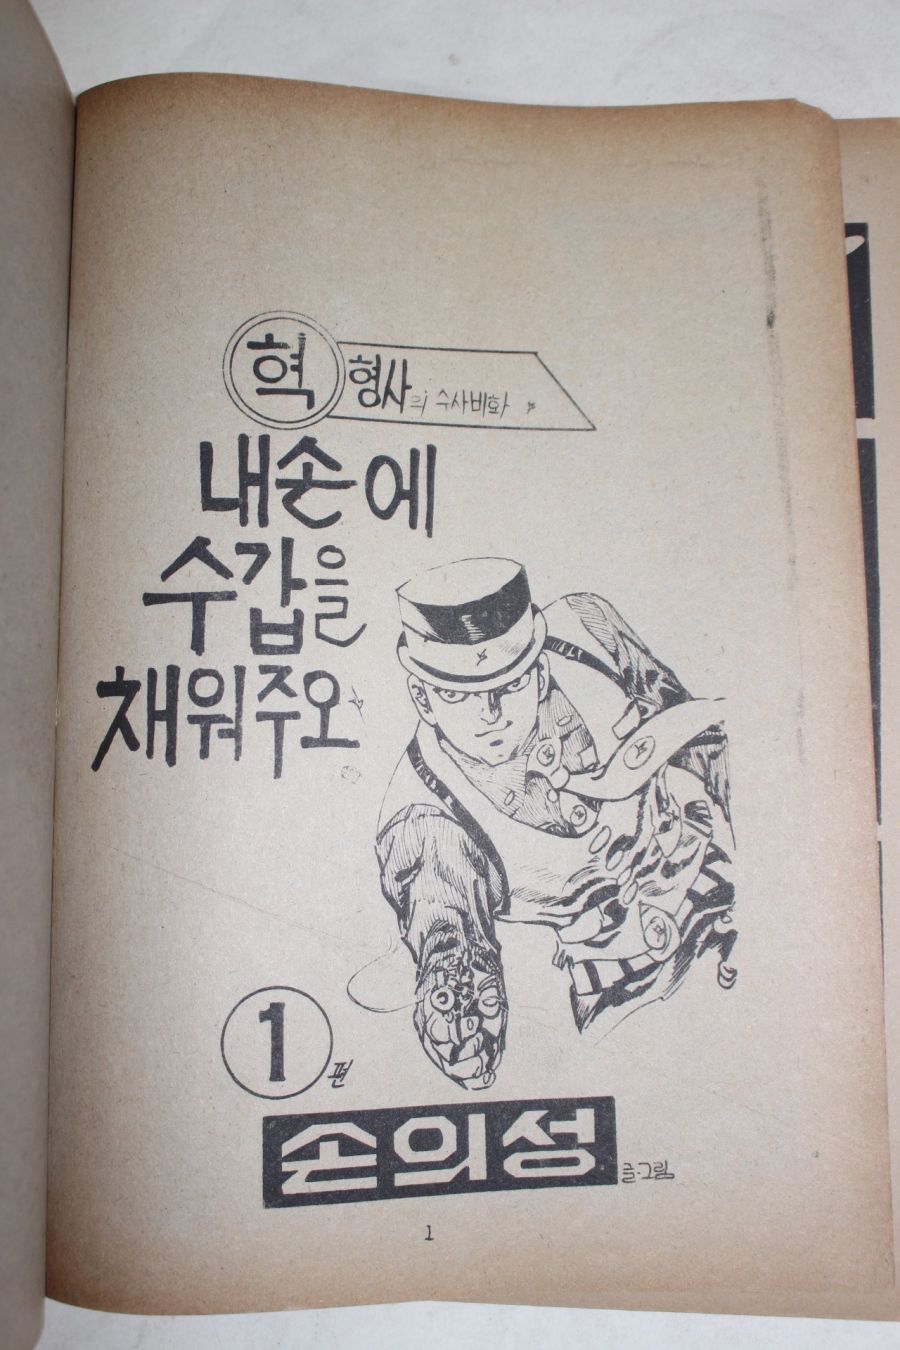 혁 형사의 수사비화
내손에
수갑을
채워주오
1편
손의성 글·그림
1